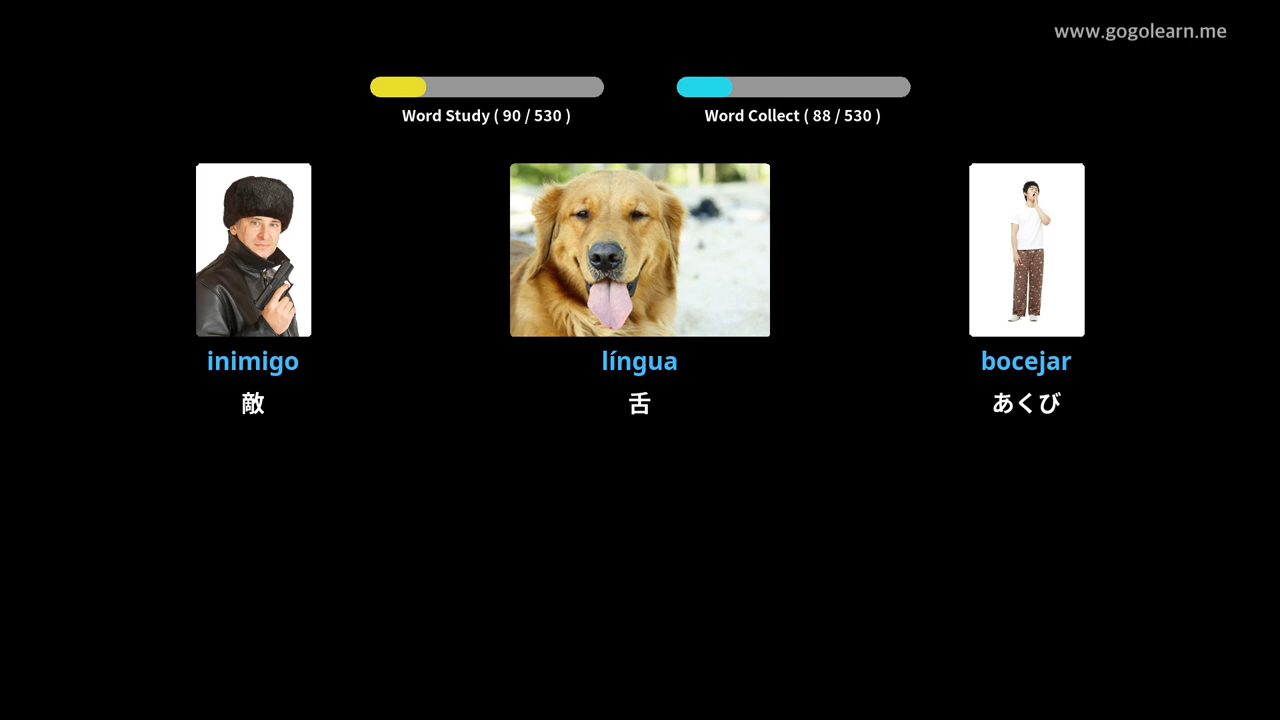 www.gogolearn.me
Word Study ( 90 / 530 )
Word Collect ( 88 / 530 )
inimigo
língua
bocejar
敵
舌
あくび